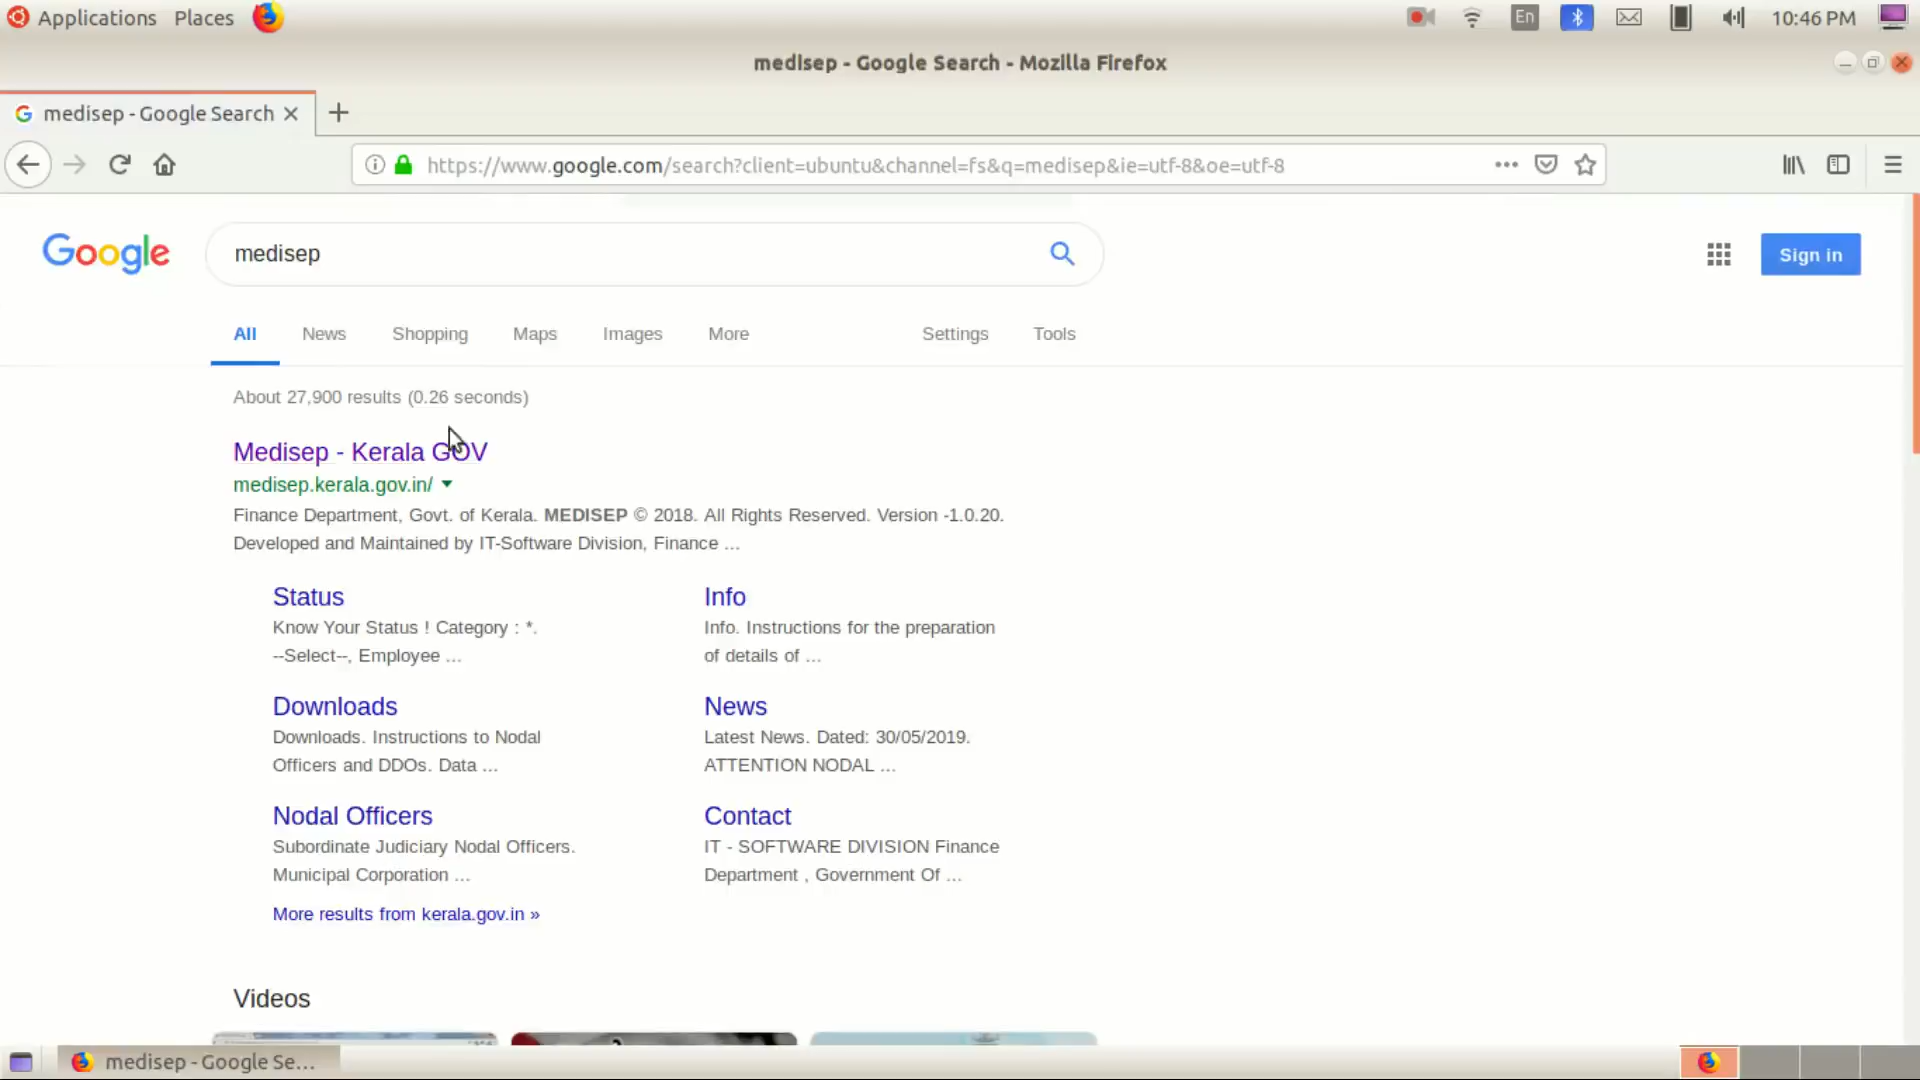 Applications Places En 10:46 PM
medisep - Google Search - Mozilla Firefox
medisep - Google Search
https://www.google.com/search?client=ubuntu&channel=fs&q=medisep&ie=utf-8&oe=utf-8
Google medisep Sign in
All News Shopping Maps Images More Settings Tools
About 27,900 results (0.26 seconds)
Medisep - Kerala GOV
medisep.kerala.gov.in/
Finance Department, Govt. of Kerala. MEDISEP © 2018. All Rights Reserved. Version -1.0.20.
Developed and Maintained by IT-Software Division, Finance ...
Status
Know Your Status ! Category : *.
--Select--, Employee ...
Info
Info. Instructions for the preparation
of details of ...
Downloads
Downloads. Instructions to Nodal
Officers and DDOs. Data ...
News
Latest News. Dated: 30/05/2019.
ATTENTION NODAL ...
Nodal Officers
Subordinate Judiciary Nodal Officers.
Municipal Corporation ...
Contact
IT - SOFTWARE DIVISION Finance
Department , Government Of ...
More results from kerala.gov.in »
Videos
medisep - Google Se...